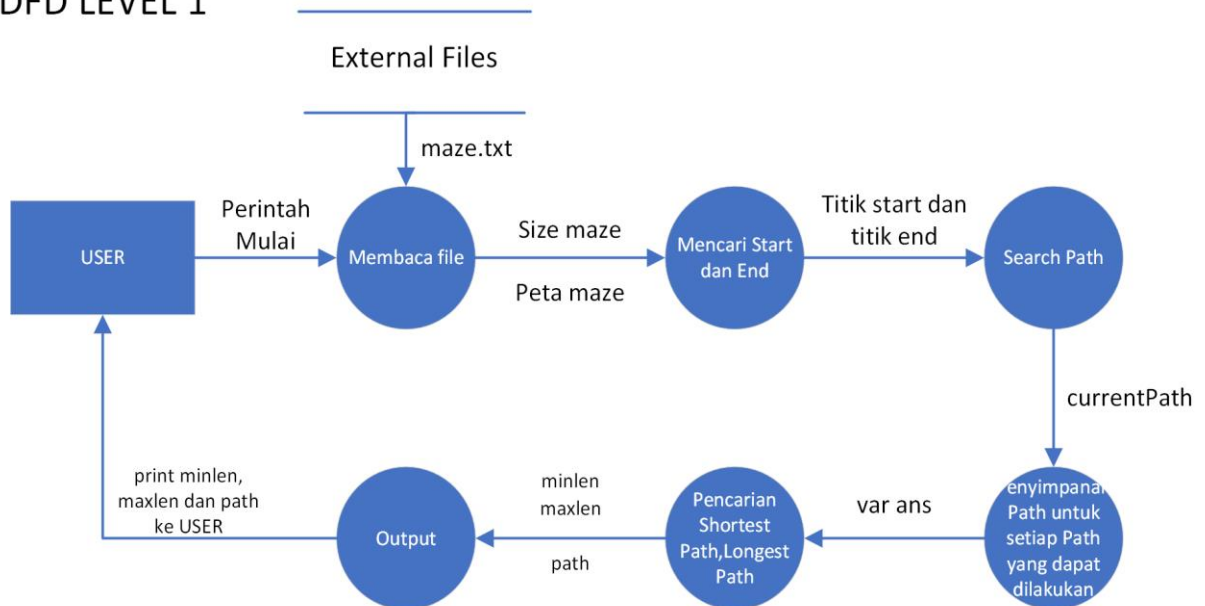 DFD LEVEL 1
External Files
maze.txt
USER
Perintah
Mulai
Membaca file
Size maze
Peta maze
Mencari Start
dan End
Titik start dan
titik end
Search Path
currentPath
enyimpanan
Path untuk
setiap Path
yang dapat
dilakukan
var ans
Pencarian
Shortest
Path,Longest
Path
minlen
maxlen
path
Output
print minlen,
maxlen dan path
ke USER